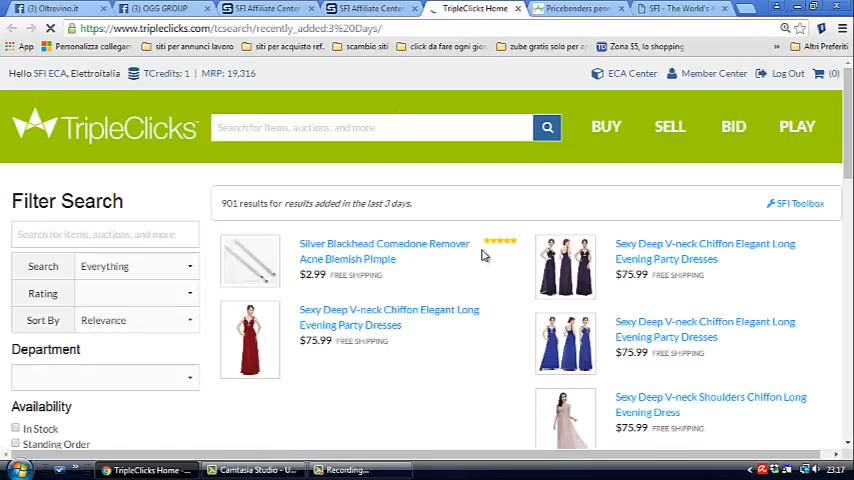 Oltrevino.it
OGG GROUP
SFI Affiliate Center
SFI Affiliate Center
TripleClicks Home
Pricebenders penn
SFI - The World's A
https://www.tripleclicks.com/tcsearch/recently_added:3%20Days/
App
Personalizza collegam
siti per annunci lavoro
siti per acquisto ref.
scambio siti
click da fare ogni gior
zube gratis solo per a
Zona $5, lo shopping
»
Altri Preferiti
Hello SFI ECA, Elettroitalia
TCredits: 1 | MRP: 19,316
ECA Center
Member Center
Log Out
(0)
TripleClicks
Search for items, auctions, and more
BUY
SELL
BID
PLAY
Filter Search
Search for items, auctions, and more
Search
Everything
Rating
Sort By
Relevance
Department
Availability
In Stock
Standing Order
901 results for results added in the last 3 days.
SFI Toolbox
Silver Blackhead Comedone Remover
Acne Blemish Pimple
$2.99 FREE SHIPPING
Sexy Deep V-neck Chiffon Elegant Long
Evening Party Dresses
$75.99 FREE SHIPPING
Sexy Deep V-neck Chiffon Elegant Long
Evening Party Dresses
$75.99 FREE SHIPPING
Sexy Deep V-neck Chiffon Elegant Long
Evening Party Dresses
$75.99 FREE SHIPPING
Sexy Deep V-neck Shoulders Chiffon Long
Evening Dress
$75.99 FREE SHIPPING
TripleClicks Home -...
Camtasia Studio - U...
Recording...
23.17